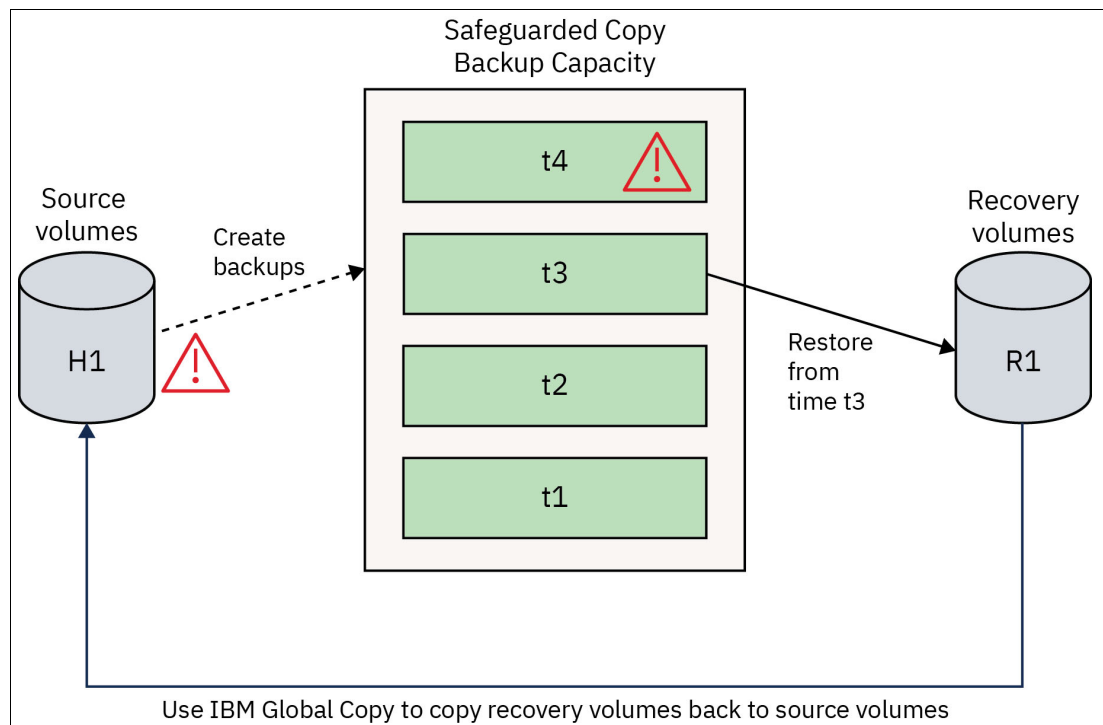 Safeguarded Copy
Backup Capacity
t4
Source
volumes
Create
backups
H1
t3
t2
t1
Recovery
volumes
Restore
from
time t3
R1
Use IBM Global Copy to copy recovery volumes back to source volumes